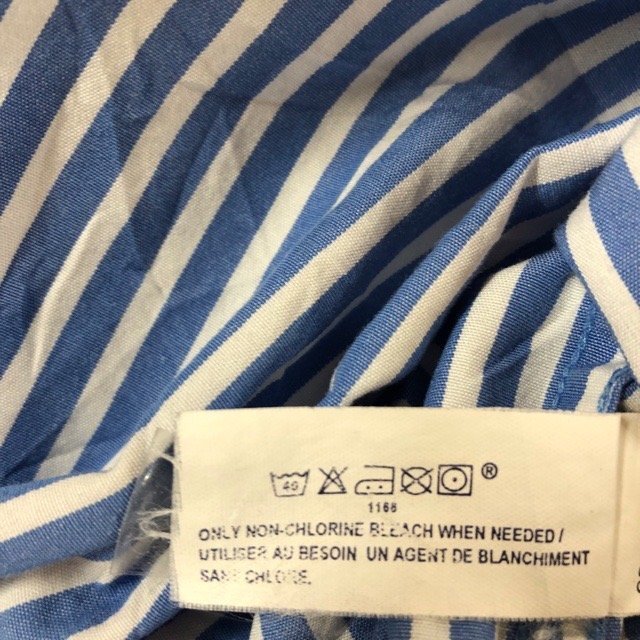 40 ®
1166
ONLY NON-CHLORINE BLEACH WHEN NEEDED /
UTILISER AU BESOIN UN AGENT DE BLANCHIMENT
SANS CHLORE.